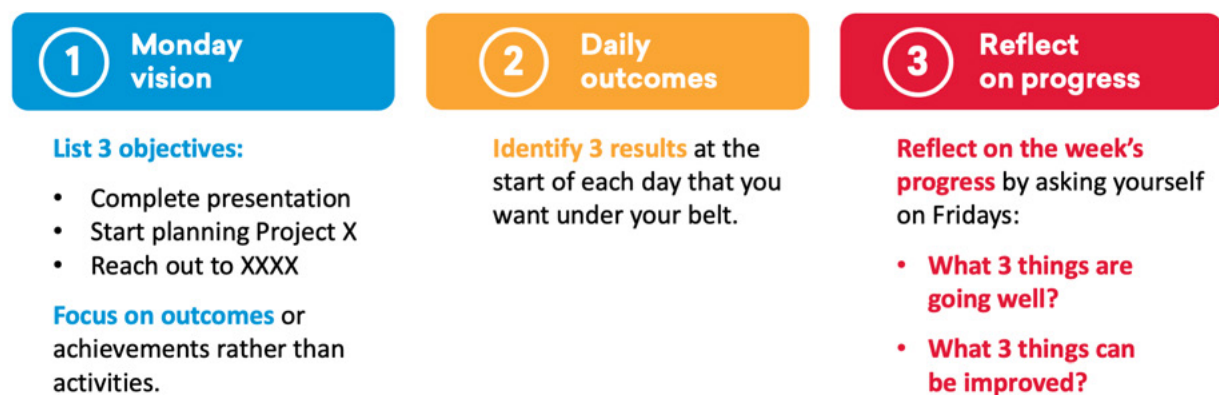 1
Monday
vision
List 3 objectives:
• Complete presentation
• Start planning Project X
• Reach out to XXXX
Focus on outcomes or
achievements rather than
activities.
2
Daily
outcomes
Identify 3 results at the
start of each day that you
want under your belt.
3
Reflect
on progress
Reflect on the week's
progress by asking yourself
on Fridays:
• What 3 things are
going well?
• What 3 things can
be improved?